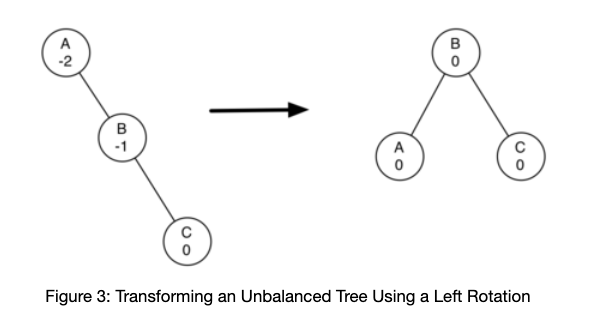 A
-2
B
-1
C
0
B
0
A
0
C
0
Figure 3: Transforming an Unbalanced Tree Using a Left Rotation